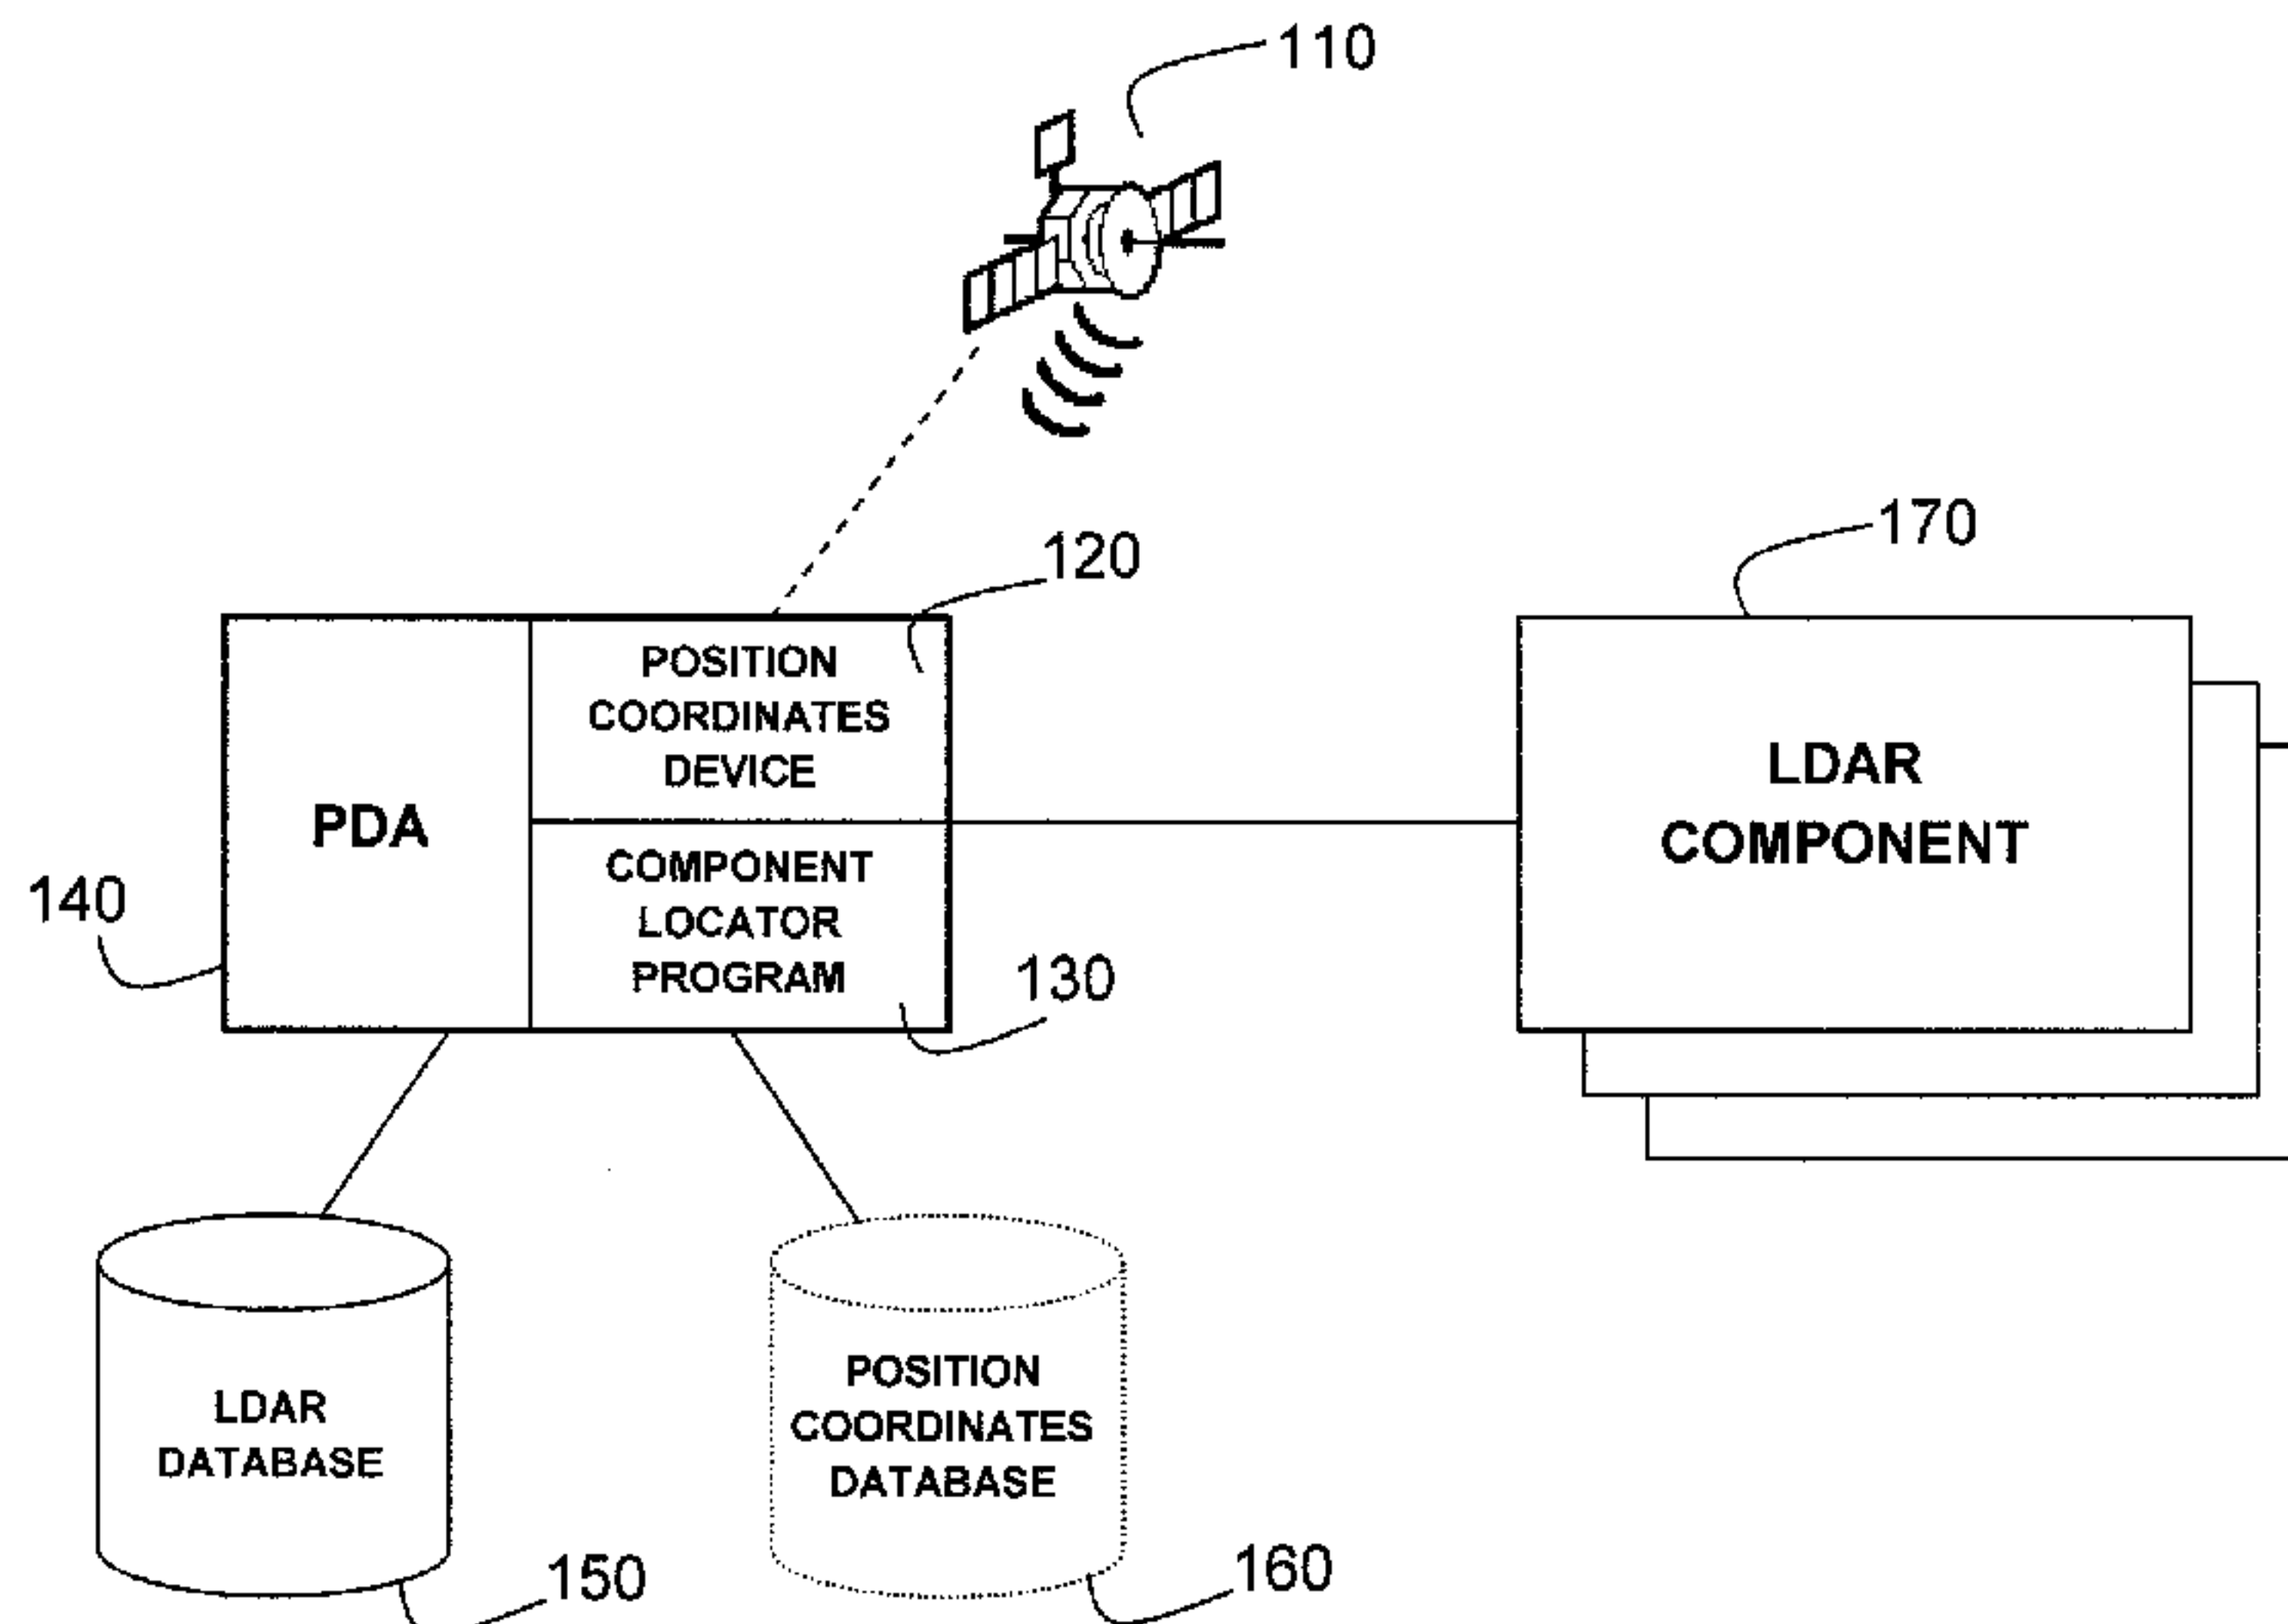 110
120
170
POSITION
COORDINATES
DEVICE
LDAR
COMPONENT
PDA
COMPONENT
LOCATOR
PROGRAM
140
130
LDAR
DATABASE
POSITION
COORDINATES
DATABASE
150
160